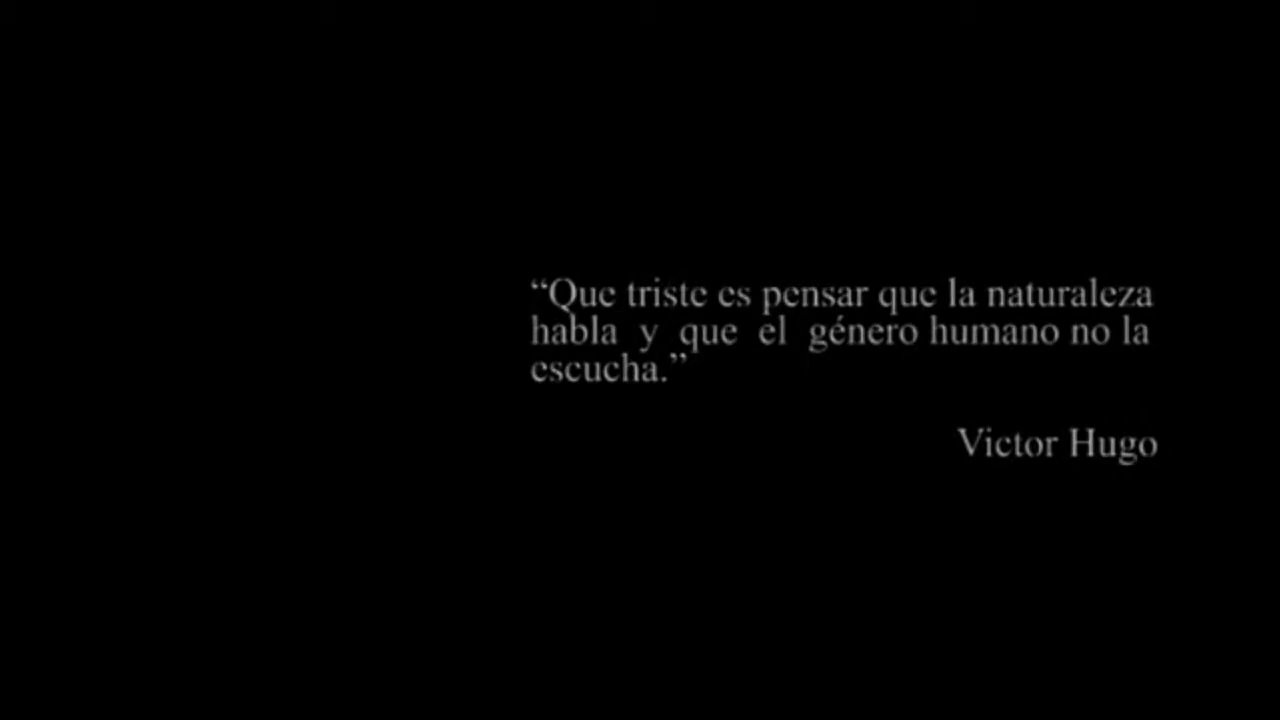 “Que triste es pensar que la naturaleza
habla y que el género humano no la
escucha.”
Victor Hugo